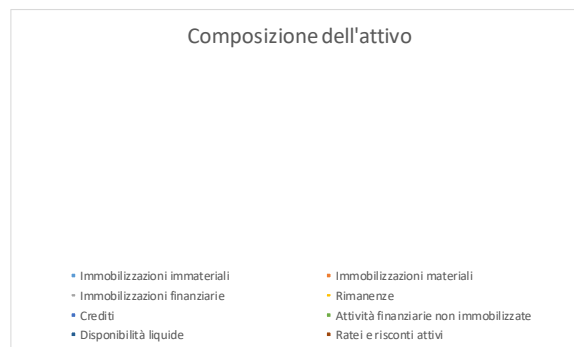 Composizione dell'attivo
Immobilizzazioni immateriali
Immobilizzazioni materiali
Immobilizzazioni finanziarie
Rimanenze
Crediti
Attività finanziarie non immobilizzate
Disponibilità liquide
Ratei e risconti attivi